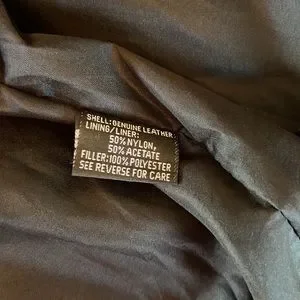 SHELL:GENUINE LEATHER
LINING/LINER:
50% NYLON,
50% ACETATE
FILLER:100% POLYESTER
SEE REVERSE FOR CARE